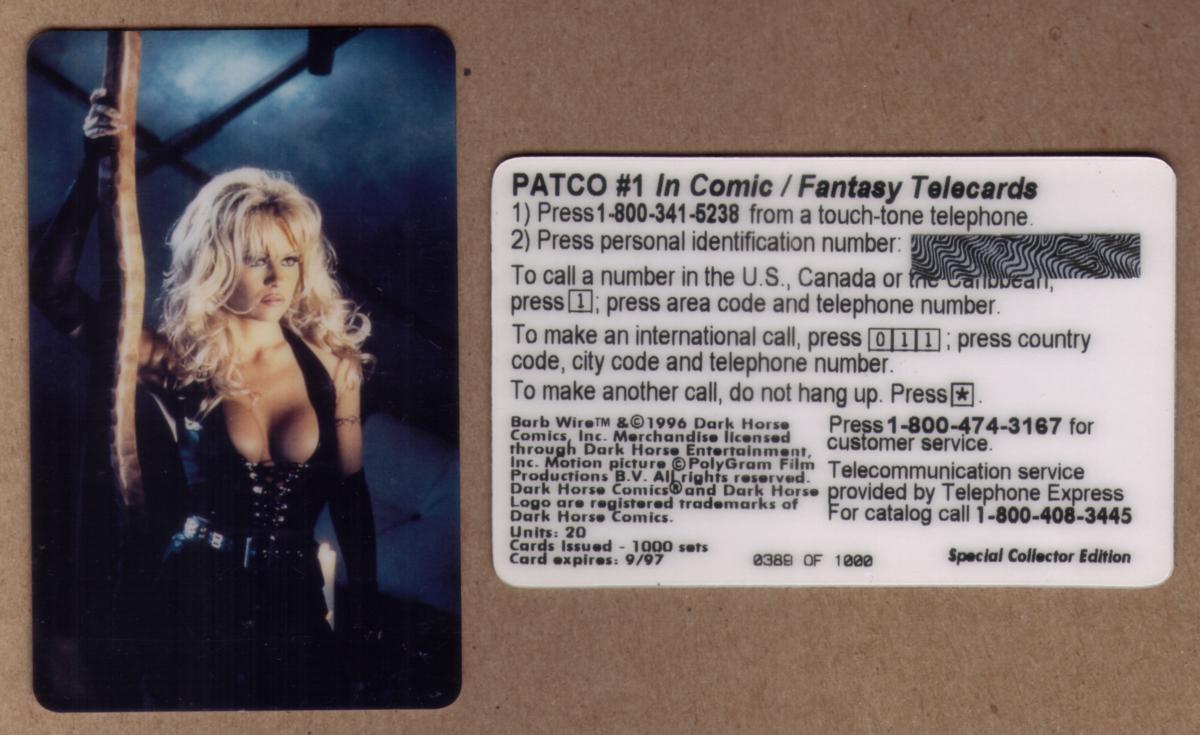 PATCO #1 In Comic / Fantasy Telecards
1) Press 1-800-341-5238 from a touch-tone telephone.
2) Press personal identification number:
To call a number in the U.S., Canada or the Caribbean,
press 1; press area code and telephone number.
To make an international call, press 0 1 1; press country
code, city code and telephone number.
To make another call, do not hang up. Press *.
Barb Wire™ & ©1996 Dark Horse
Comics, Inc. Merchandise licensed
through Dark Horse Entertainment,
Inc. Motion picture © PolyGram Film
Productions B.V. All rights reserved.
Dark Horse Comics® and Dark Horse
Logo are registered trademarks of
Dark Horse Comics.
Units: 20
Cards Issued - 1000 sets
Card expires: 9/97
Press 1-800-474-3167 for
customer service.
Telecommunication service
provided by Telephone Express
For catalog call 1-800-408-3445
0388 OF 1000
Special Collector Edition